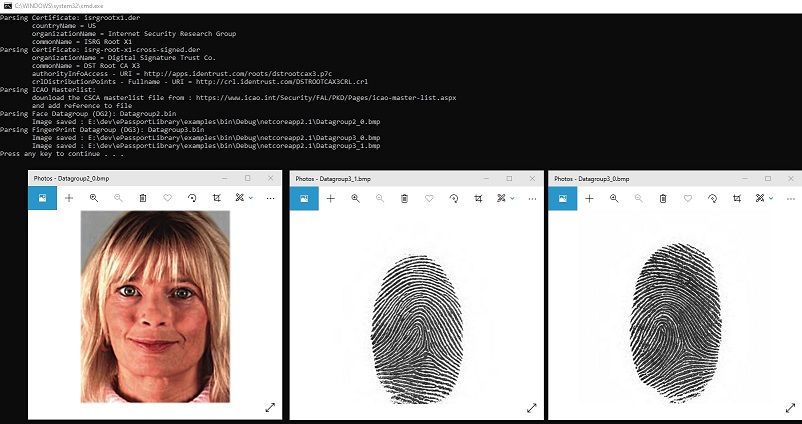 C:\WINDOWS\system32\cmd.exe
Parsing Certificate: isrgrootx1.der
countryName = US
organizationName = Internet Security Research Group
commonName = ISRG Root X1
Parsing Certificate: isrg-root-x1-cross-signed.der
organizationName = Digital Signature Trust Co.
commonName = DST Root CA X3
authorityInfoAccess - URI = http://apps.identrust.com/roots/dstrootcax3.p7c
crlDistributionPoints - Fullname - URI = http://crl.identrust.com/DSTROOTCAX3CRL.crl
Parsing ICAO Masterlist:
download the CSCA masterlist file from : https://www.icao.int/Security/FAL/PKD/Pages/icao-master-list.aspx
and add reference to file
Parsing Face Datagroup (DG2): Datagroup2.bin
Image saved : E:\dev\ePassportLibrary\examples\bin\Debug\netcoreapp2.1\Datagroup2_0.bmp
Parsing FingerPrint Datagroup (DG3): Datagroup3.bin
Image saved : E:\dev\ePassportLibrary\examples\bin\Debug\netcoreapp2.1\Datagroup3_0.bmp
Image saved : E:\dev\ePassportLibrary\examples\bin\Debug\netcoreapp2.1\Datagroup3_1.bmp
Press any key to continue . . .
Photos - Datagroup2_0.bmp
Photos - Datagroup3_1.bmp
Photos - Datagroup3_0.bmp